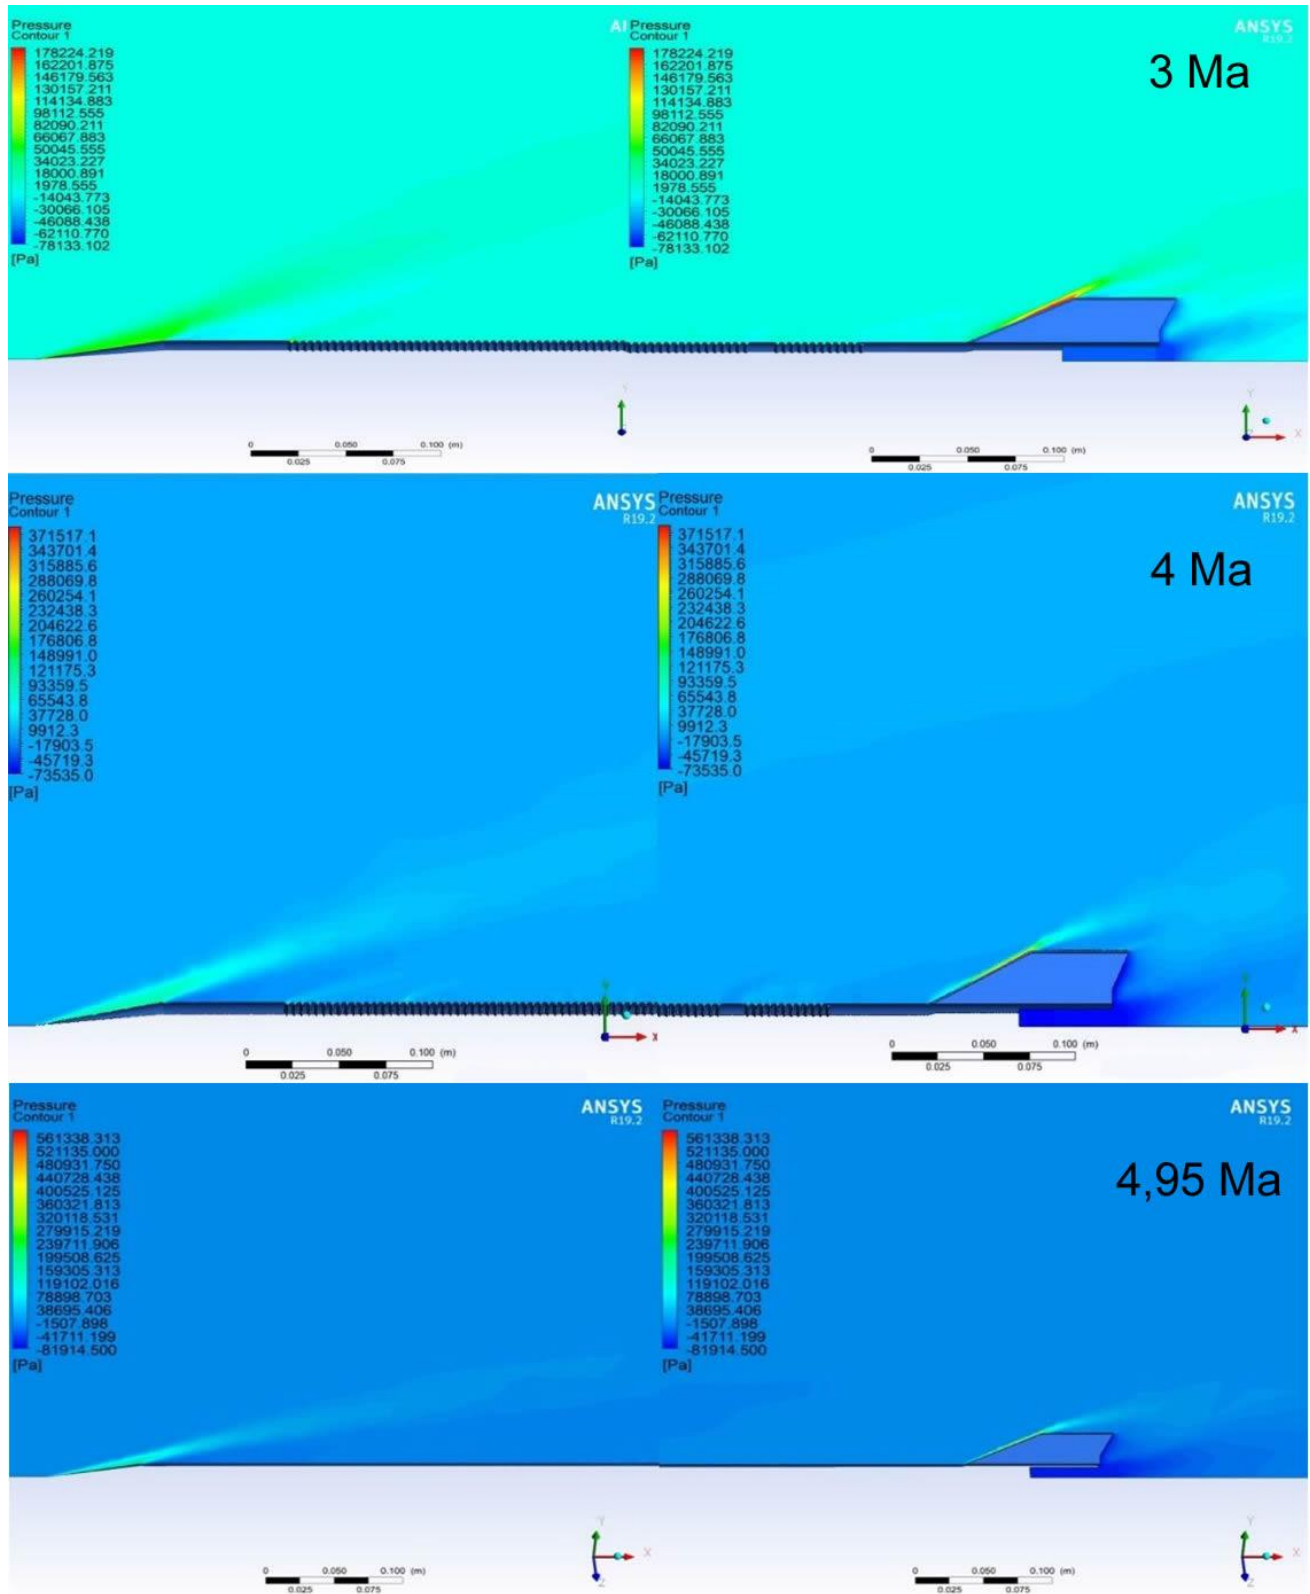 Pressure
Contour 1
178224.219
162201.875
146179.563
130157.211
114134.883
98112.555
82090.211
66067.883
50045.555
34023.227
18000.891
1978.555
-14043.773
-30066.105
-46088.438
-62110.770
-78133.102
[Pa]
0 0.050 0.100 (m)
0.025 0.075
Pressure
Contour 1
178224.219
162201.875
146179.563
130157.211
114134.883
98112.555
82090.211
66067.883
50045.555
34023.227
18000.891
1978.555
-14043.773
-30066.105
-46088.438
-62110.770
-78133.102
[Pa]
ANSYS
R19.2
3 Ma
Y
X
0 0.050 0.100 (m)
0.025 0.075
Pressure
Contour 1
371517.1
343701.4
315885.6
288069.8
260254.1
232438.3
204622.6
176806.8
148991.0
121175.3
93359.5
65543.8
37728.0
9912.3
-17903.5
-45719.3
-73535.0
[Pa]
ANSYS
R19.2
X
0 0.050 0.100 (m)
0.025 0.075
Pressure
Contour 1
371517.1
343701.4
315885.6
288069.8
260254.1
232438.3
204622.6
176806.8
148991.0
121175.3
93359.5
65543.8
37728.0
9912.3
-17903.5
-45719.3
-73535.0
[Pa]
ANSYS
R19.2
4 Ma
X
0 0.050 0.100 (m)
0.025 0.075
Pressure
Contour 1
561338.313
521135.000
480931.750
440728.438
400525.125
360321.813
320118.531
279915.219
239711.906
199508.625
159305.313
119102.016
78898.703
38695.406
-1507.898
-41711.199
-81914.500
[Pa]
ANSYS
R19.2
Y
X
Z
0 0.050 0.100 (m)
0.025 0.075
Pressure
Contour 1
561338.313
521135.000
480931.750
440728.438
400525.125
360321.813
320118.531
279915.219
239711.906
199508.625
159305.313
119102.016
78898.703
38695.406
-1507.898
-41711.199
-81914.500
[Pa]
ANSYS
R19.2
4,95 Ma
Y
X
Z
0 0.050 0.100 (m)
0.025 0.075